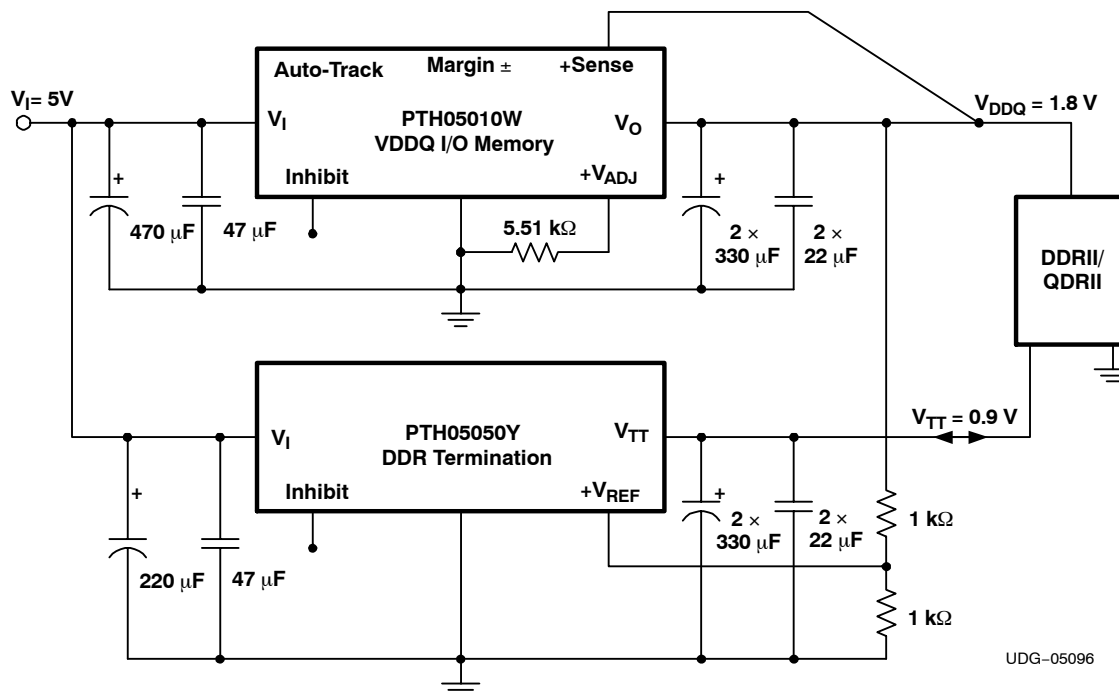 Auto-Track
Margin ±
+Sense
V_I= 5V
V_I
PTH05010W
VDDQ I/O Memory
V_O
V_DDQ = 1.8 V
Inhibit
+V_ADJ
+
470 μF
47 μF
5.51 kΩ
+
2 ×
330 μF
2 ×
22 μF
DDRII/
QDRII
V_I
PTH05050Y
DDR Termination
V_TT
V_TT = 0.9 V
Inhibit
+V_REF
+
220 μF
47 μF
+
2 ×
330 μF
2 ×
22 μF
1 kΩ
1 kΩ
UDG–05096